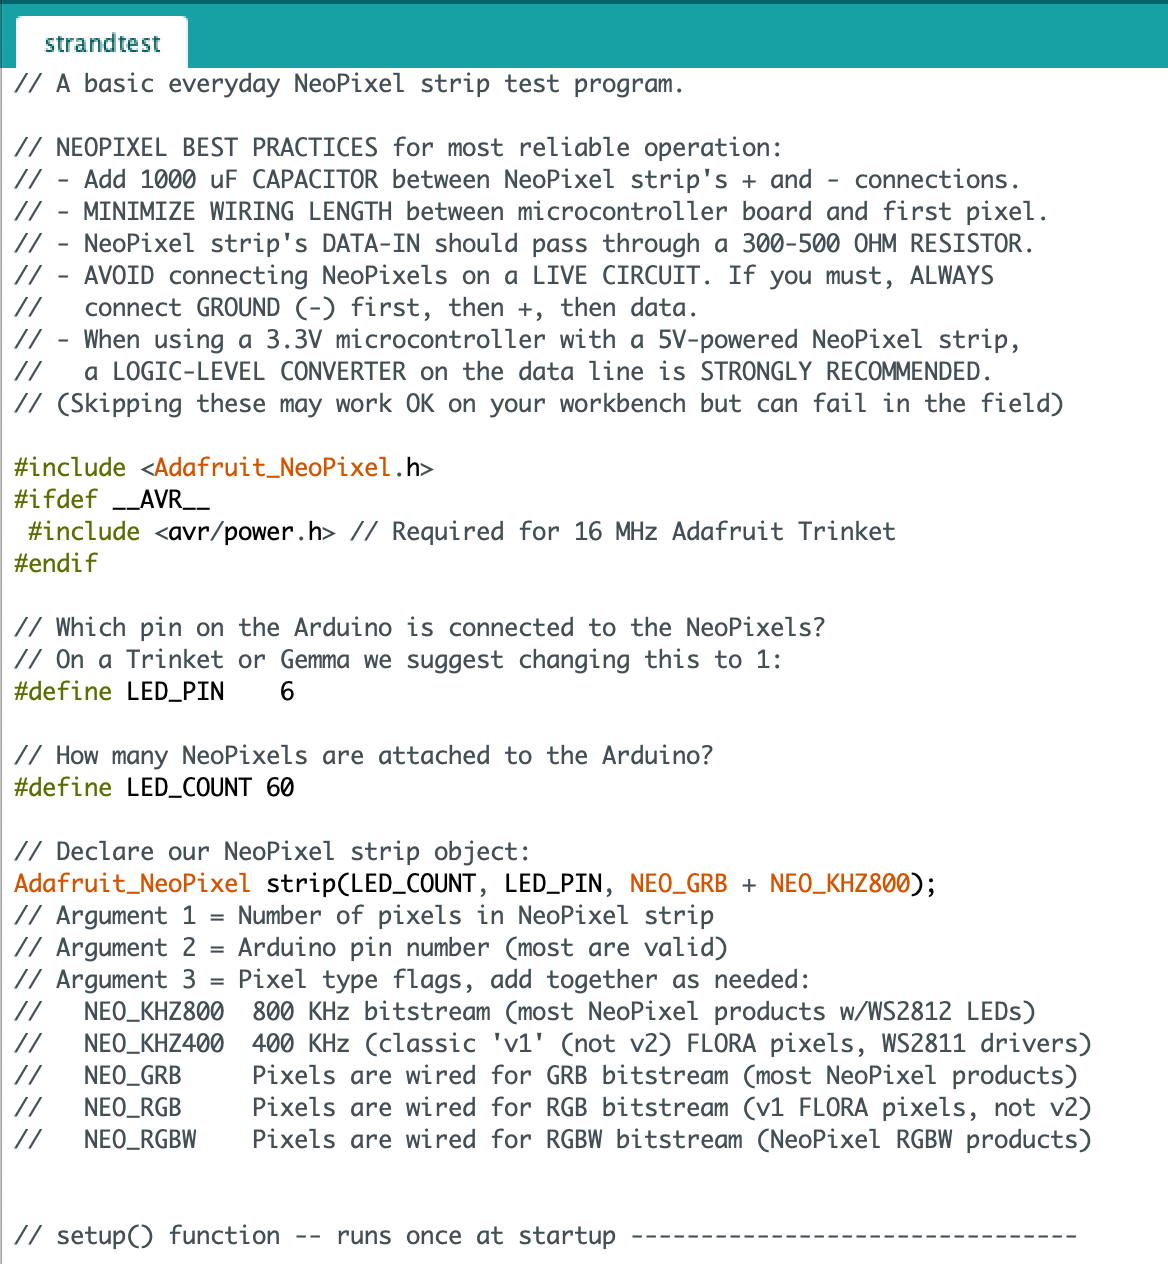 strandtest
// A basic everyday NeoPixel strip test program.
// NEOPIXEL BEST PRACTICES for most reliable operation:
// - Add 1000 uF CAPACITOR between NeoPixel strip's + and - connections.
// - MINIMIZE WIRING LENGTH between microcontroller board and first pixel.
// - NeoPixel strip's DATA-IN should pass through a 300-500 OHM RESISTOR.
// - AVOID connecting NeoPixels on a LIVE CIRCUIT. If you must, ALWAYS
//   connect GROUND (-) first, then +, then data.
// - When using a 3.3V microcontroller with a 5V-powered NeoPixel strip,
//   a LOGIC-LEVEL CONVERTER on the data line is STRONGLY RECOMMENDED.
// (Skipping these may work OK on your workbench but can fail in the field)
#include <Adafruit_NeoPixel.h>
#ifdef __AVR__
 #include <avr/power.h> // Required for 16 MHz Adafruit Trinket
#endif
// Which pin on the Arduino is connected to the NeoPixels?
// On a Trinket or Gemma we suggest changing this to 1:
#define LED_PIN    6
// How many NeoPixels are attached to the Arduino?
#define LED_COUNT 60
// Declare our NeoPixel strip object:
Adafruit_NeoPixel strip(LED_COUNT, LED_PIN, NEO_GRB + NEO_KHZ800);
// Argument 1 = Number of pixels in NeoPixel strip
// Argument 2 = Arduino pin number (most are valid)
// Argument 3 = Pixel type flags, add together as needed:
//   NEO_KHZ800  800 KHz bitstream (most NeoPixel products w/WS2812 LEDs)
//   NEO_KHZ400  400 KHz (classic 'v1' (not v2) FLORA pixels, WS2811 drivers)
//   NEO_GRB     Pixels are wired for GRB bitstream (most NeoPixel products)
//   NEO_RGB     Pixels are wired for RGB bitstream (v1 FLORA pixels, not v2)
//   NEO_RGBW    Pixels are wired for RGBW bitstream (NeoPixel RGBW products)
// setup() function -- runs once at startup --------------------------------